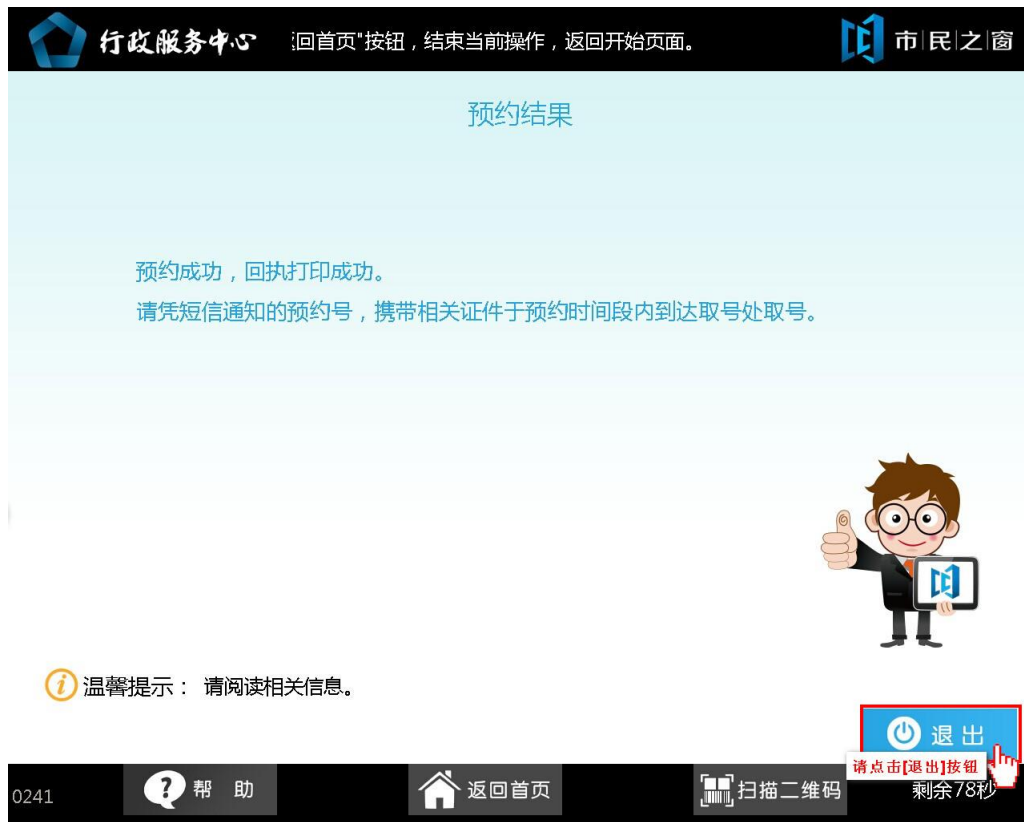 行政服务中心
回首页"按钮，结束当前操作，返回开始页面。
市民之窗
预约结果
预约成功，回执打印成功。
请凭短信通知的预约号，携带相关证件于预约时间段内到达取号处取号。
温馨提示： 请阅读相关信息。
退出
请点击[退出]按钮
0241
帮 助
返回首页
扫描二维码
剩余78秒